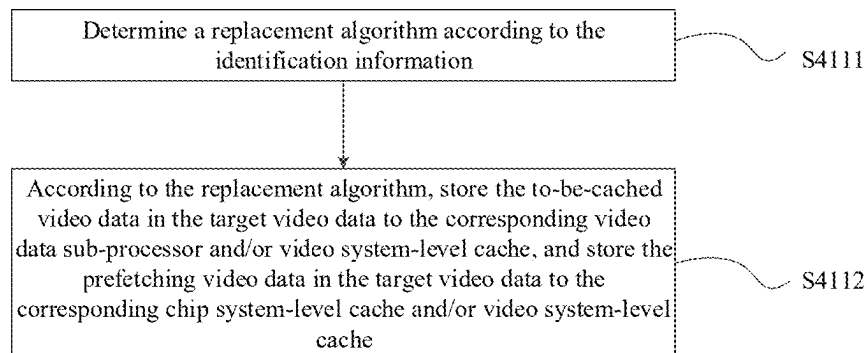 Determine a replacement algorithm according to the
identification information
S4111
According to the replacement algorithm, store the to-be-cached
video data in the target video data to the corresponding video
data sub-processor and/or video system-level cache, and store the
prefetching video data in the target video data to the
corresponding chip system-level cache and/or video system-level
cache
S4112